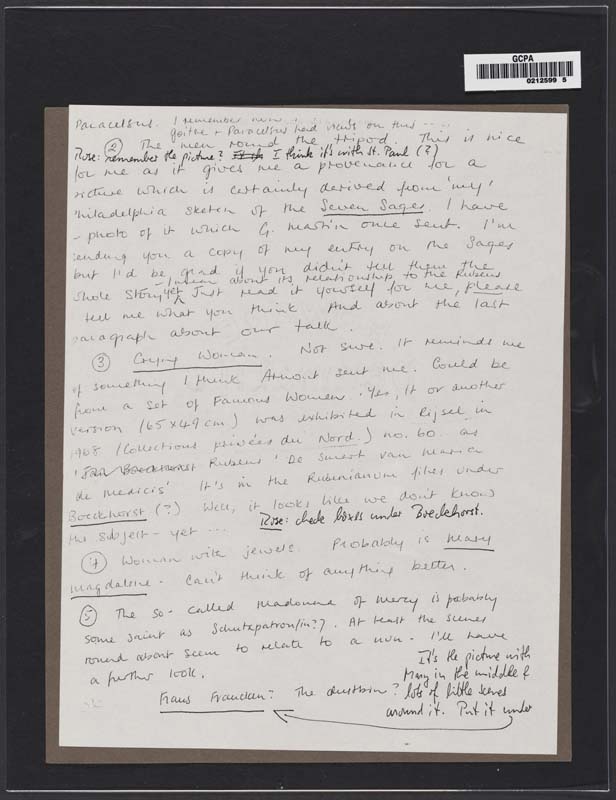 GCPA
0212599 5
Paracelsus. I remember now
goithe + Paracelsus had views on this
② The men round the tripod. This is nice
Rose: remember the picture? I think it's with St. Paul (?)
for me as it gives me a provenance for a
picture which is certainly derived from 'my'
Philadelphia sketch of the Seven Sages. I have
photo of it which G. Martin once sent. I'm
sending you a copy of my entry on the Sages
but I'd be glad if you didn't tell them the
- I mean about its relationship to the Rubens
whole story yet. Just read it yourself for me, please
tell me what you think. And about the last
paragraph about our talk.
③ Crying Woman. Not sure. It reminds me
of something I think Arnout sent me. Could be
from a set of Famous Women. Yes, it or another
version (65 x 49 cm) was exhibited in Rijsel in
1968 (Collections privées du Nord.) no. 60 as
' Jan Boeckhorst Rubens' 'De smert van Maria
de Medicis' It's in the Rubenianum files under
Boeckhorst (?) Well, it looks like we don't know
the subject - yet ...
Rose: check boxes under Boeckhorst.
④ Woman with jewels. Probably is Mary
Magdalene. Can't think of anything better.
⑤ The so-called Madonna of Mercy is probably
some saint as Schutzpatron(in??). At least the scenes
round about seem to relate to a nun. I'll have
a further look.
It's the picture with
Mary in the middle &
lots of little scenes
around it. Put it under
Frans Francken? The dustbin?